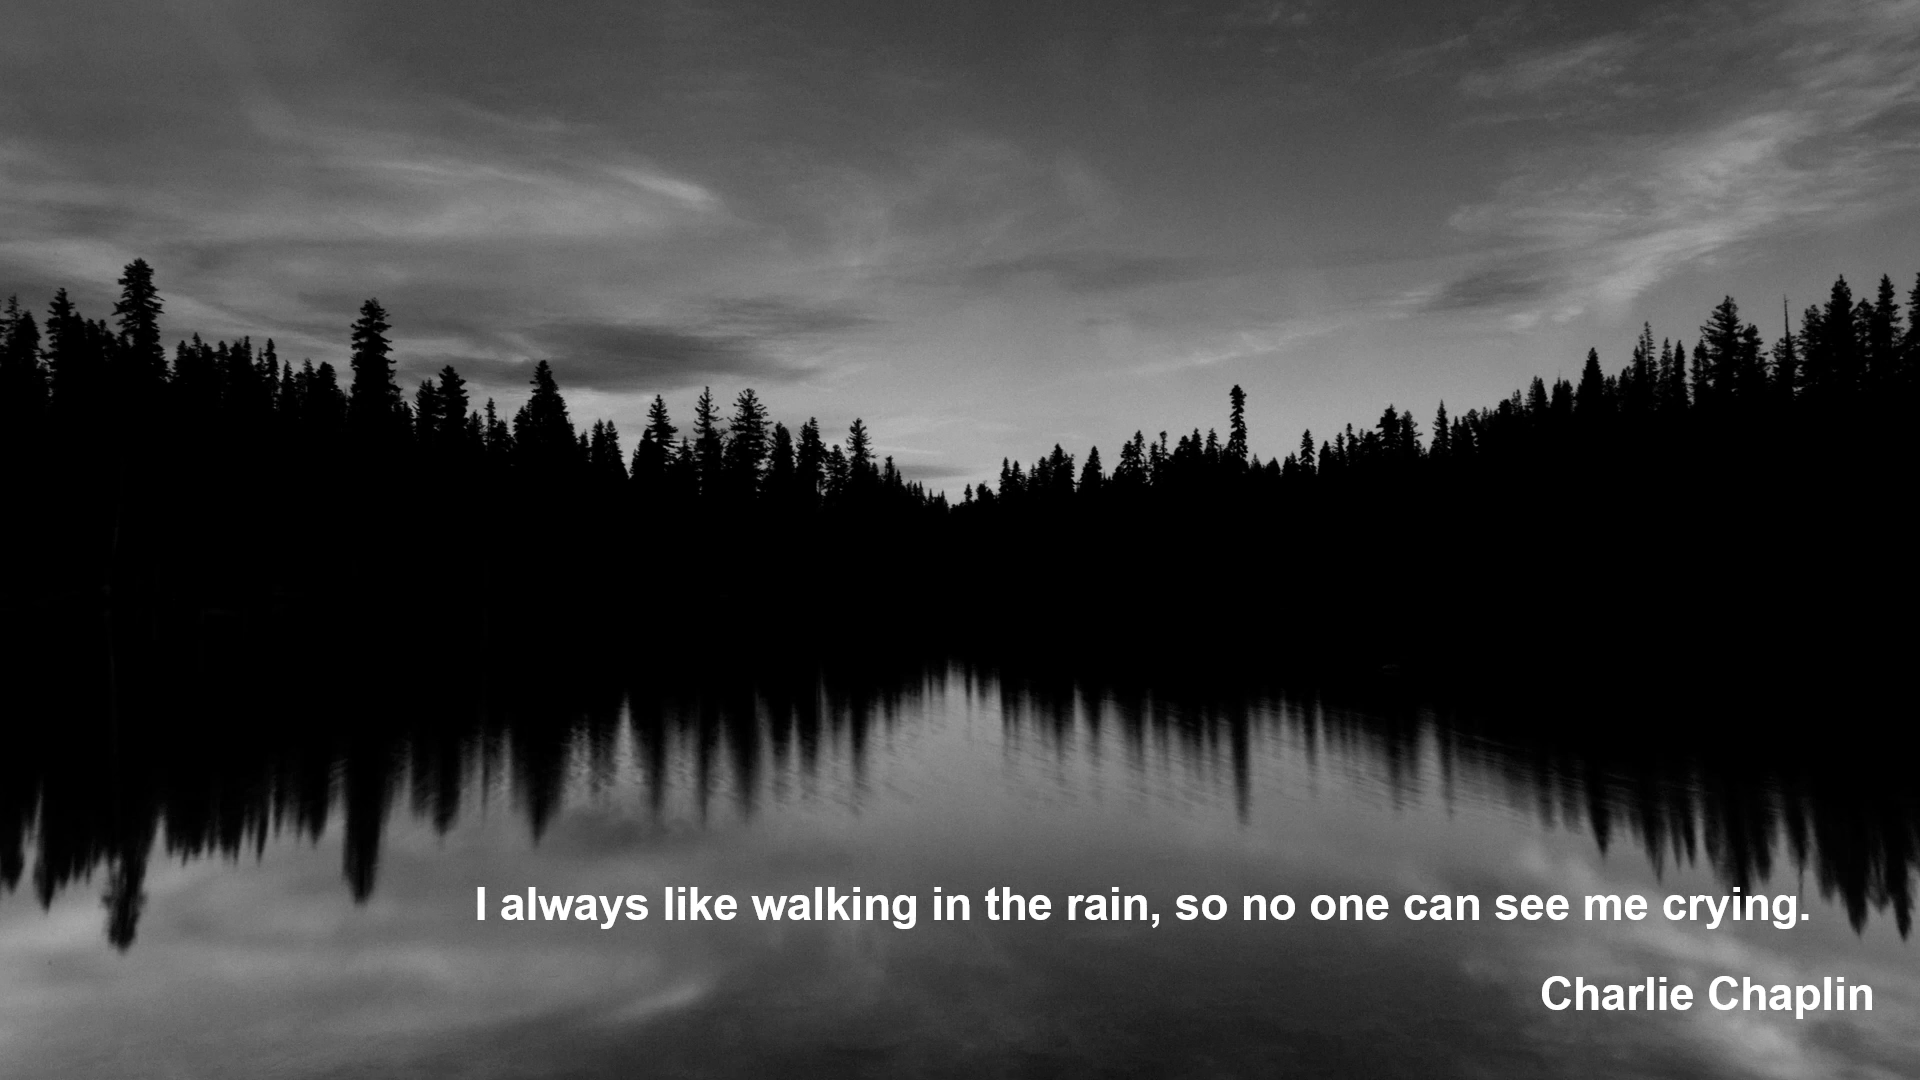 I always like walking in the rain, so no one can see me crying.
Charlie Chaplin